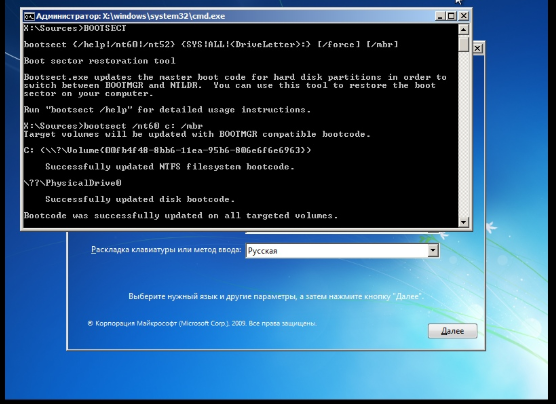 Администратор: X:\windows\system32\cmd.exe
X:\Sources>BOOTSECT
bootsect {/help|/nt60|/nt52} {SYS|ALL|<DriveLetter>:} [/force] [/mbr]
Boot sector restoration tool
Bootsect.exe updates the master boot code for hard disk partitions in order to
switch between BOOTMGR and NTLDR.  You can use this tool to restore the boot
sector on your computer.
Run "bootsect /help" for detailed usage instructions.
X:\Sources>bootsect /nt60 c: /mbr
Target volumes will be updated with BOOTMGR compatible bootcode.
C: (\\?\Volume{00fb4f40-0bb6-11ea-95b6-806e6f6e6963})
Successfully updated NTFS filesystem bootcode.
\??\PhysicalDrive0
Successfully updated disk bootcode.
Bootcode was successfully updated on all targeted volumes.
Раскладка клавиатуры или метод ввода: Русская
Выберите нужный язык и другие параметры, а затем нажмите кнопку "Далее".
© Корпорация Майкрософт (Microsoft Corp.), 2009. Все права защищены.
Далее